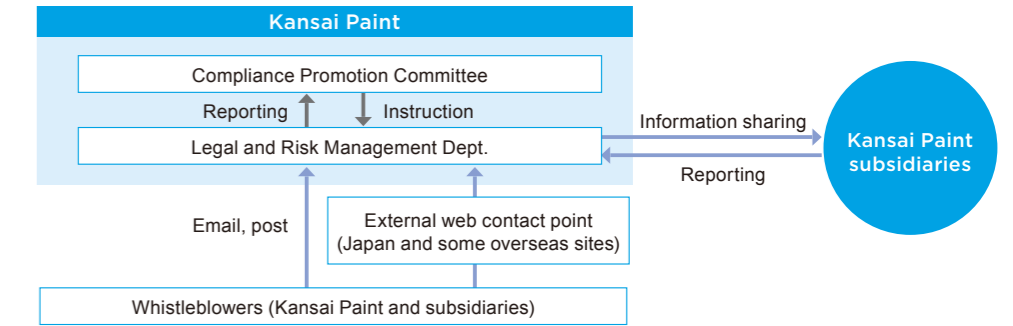 Kansai Paint
Compliance Promotion Committee
Reporting
Instruction
Legal and Risk Management Dept.
Information sharing
Reporting
Kansai Paint
subsidiaries
Email, post
External web contact point
(Japan and some overseas sites)
Whistleblowers (Kansai Paint and subsidiaries)